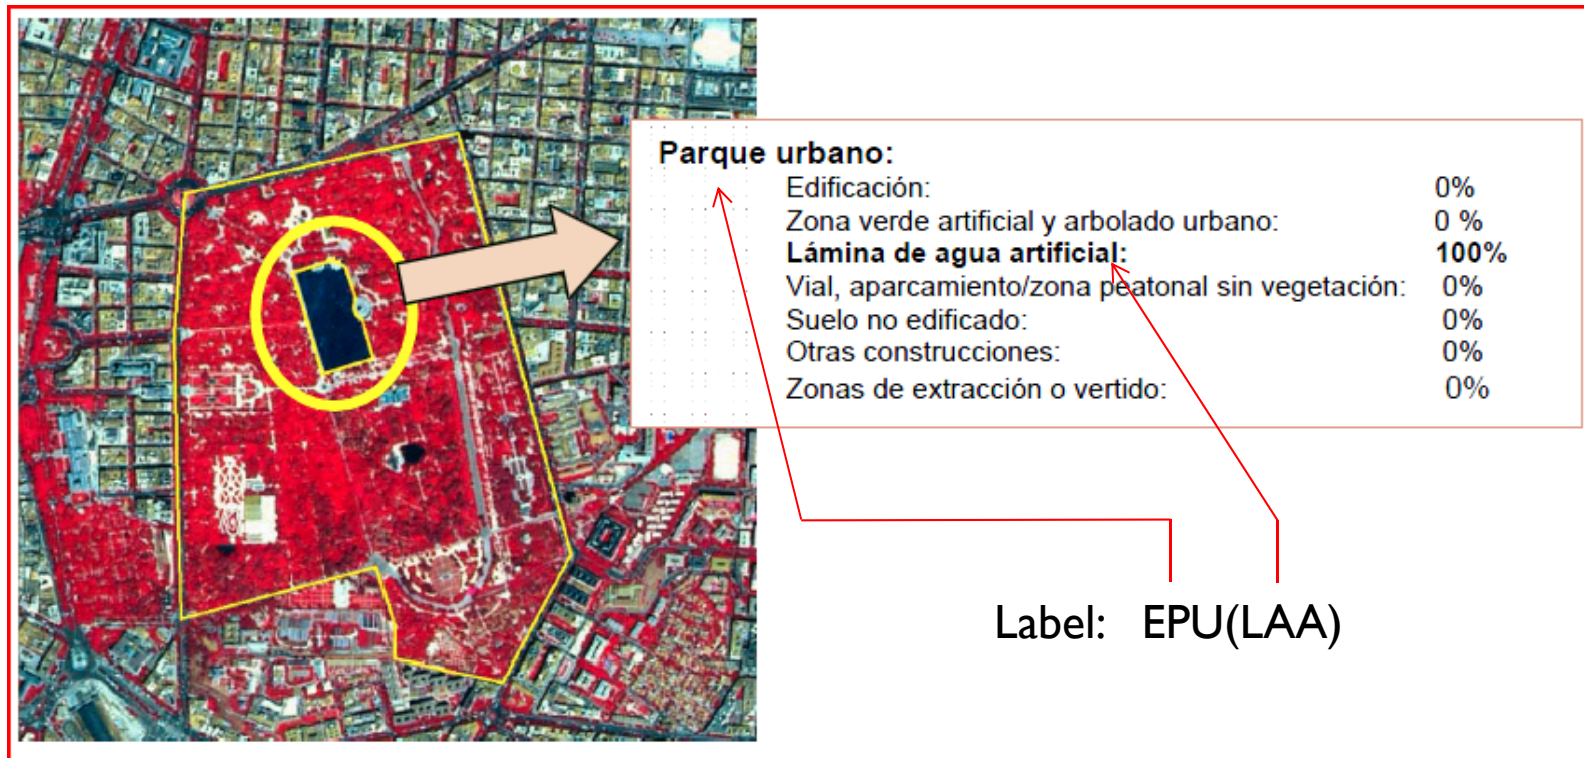 Parque urbano:
Edificación: 0%
Zona verde artificial y arbolado urbano: 0 %
Lámina de agua artificial: 100%
Vial, aparcamiento/zona peatonal sin vegetación: 0%
Suelo no edificado: 0%
Otras construcciones: 0%
Zonas de extracción o vertido: 0%
Label: EPU(LAA)